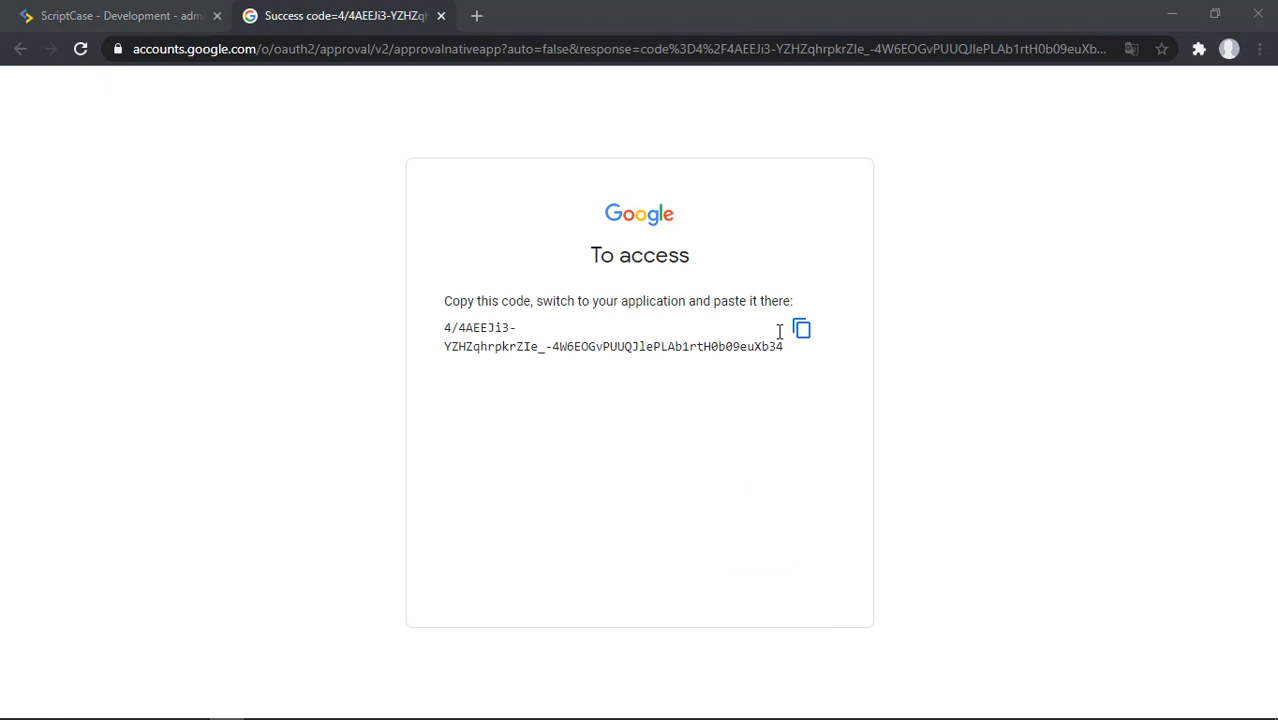 ScriptCase - Development - adm
Success code=4/4AEEJi3-YZHZql
accounts.google.com/o/oauth2/approval/v2/approvalnativeapp?auto=false&response=code%3D4%2F4AEEJi3-YZHZqhrpkrZIe_-4W6EOGvPUUQJlePLAb1rtH0b09euXb...
Google
To access
Copy this code, switch to your application and paste it there:
4/4AEEJi3-
YZHZqhrpkrZIe_-4W6EOGvPUUQJlePLAb1rtH0b09euXb34